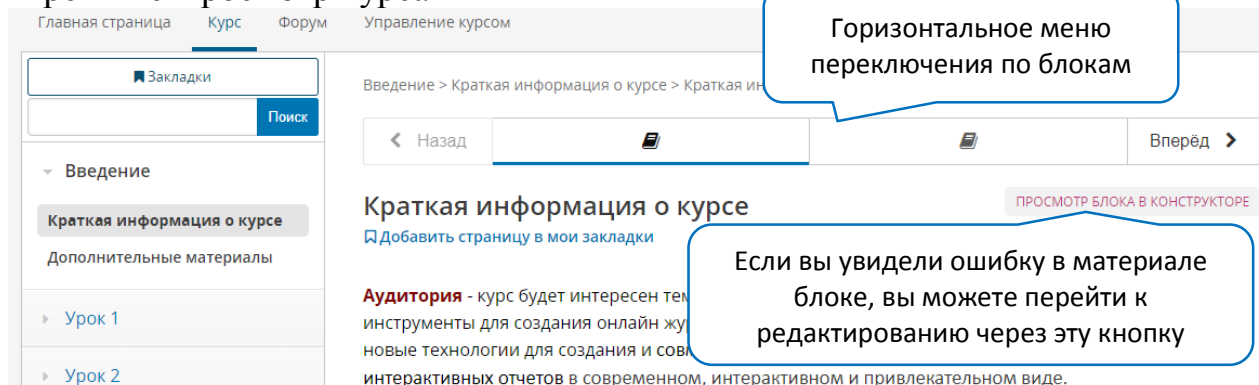 Главная страница Курс Форум Управление курсом
Горизонтальное меню
переключения по блокам
Закладки
Поиск
Введение > Краткая информация о курсе > Краткая
Назад
Вперёд
Введение
Краткая информация о курсе
Дополнительные материалы
Урок 1
Урок 2
Краткая информация о курсе
ПРОСМОТР БЛОКА В КОНСТРУКТОРЕ
Добавить страницу в мои закладки
Если вы увидели ошибку в материале
блоке, вы можете перейти к
редактированию через эту кнопку
Аудитория - курс будет интересен
инструменты для создания онлайн
новые технологии для создания и
интерактивных отчетов в современном, интерактивном и привлекательном виде.